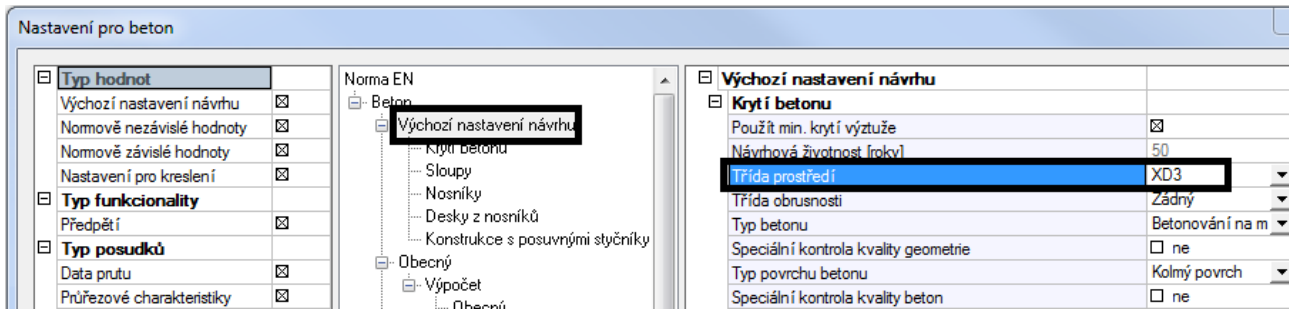 Nastavení pro beton
Typ hodnot
Výchozí nastavení návrhu
Normově nezávislé hodnoty
Normově závislé hodnoty
Nastavení pro kreslení
Typ funkcionality
Předpětí
Typ posudků
Data prutu
Průřezové charakteristiky
Norma EN
Beton
Výchozí nastavení návrhu
Krytí betonu
Sloupy
Nosníky
Desky z nosníků
Konstrukce s posuvnými styčníky
Obecný
Výpočet
Obecný
Výchozí nastavení návrhu
Krytí betonu
Použít min. krytí výztuže
Návrhová životnost [roky] 50
Třída prostředí XD3
Třída obrusnosti Žádný
Typ betonu Betonování na m
Speciální kontrola kvality geometrie ne
Typ povrchu betonu Kolmý povrch
Speciální kontrola kvality beton ne